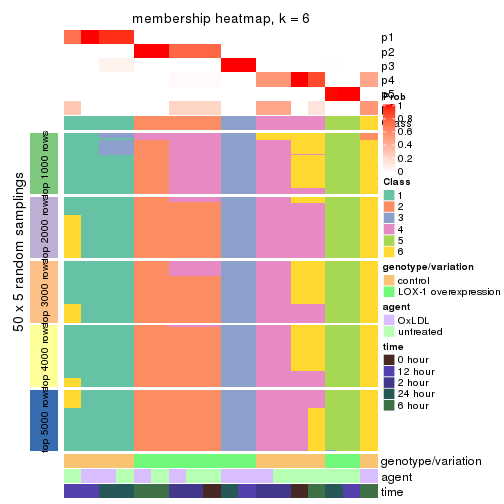 membership heatmap, k = 6
p1
p2
p3
p4
p5
Prob
1
0.8
0.6
0.4
0.2
0
Class
Class
1
2
3
4
5
6
genotype/variation
control
LOX-1 overexpression
agent
OxLDL
untreated
time
0 hour
12 hour
2 hour
24 hour
6 hour
50 x 5 random samplings
top 1000 rows
top 2000 rows
top 3000 rows
top 4000 rows
top 5000 rows
genotype/variation
agent
time